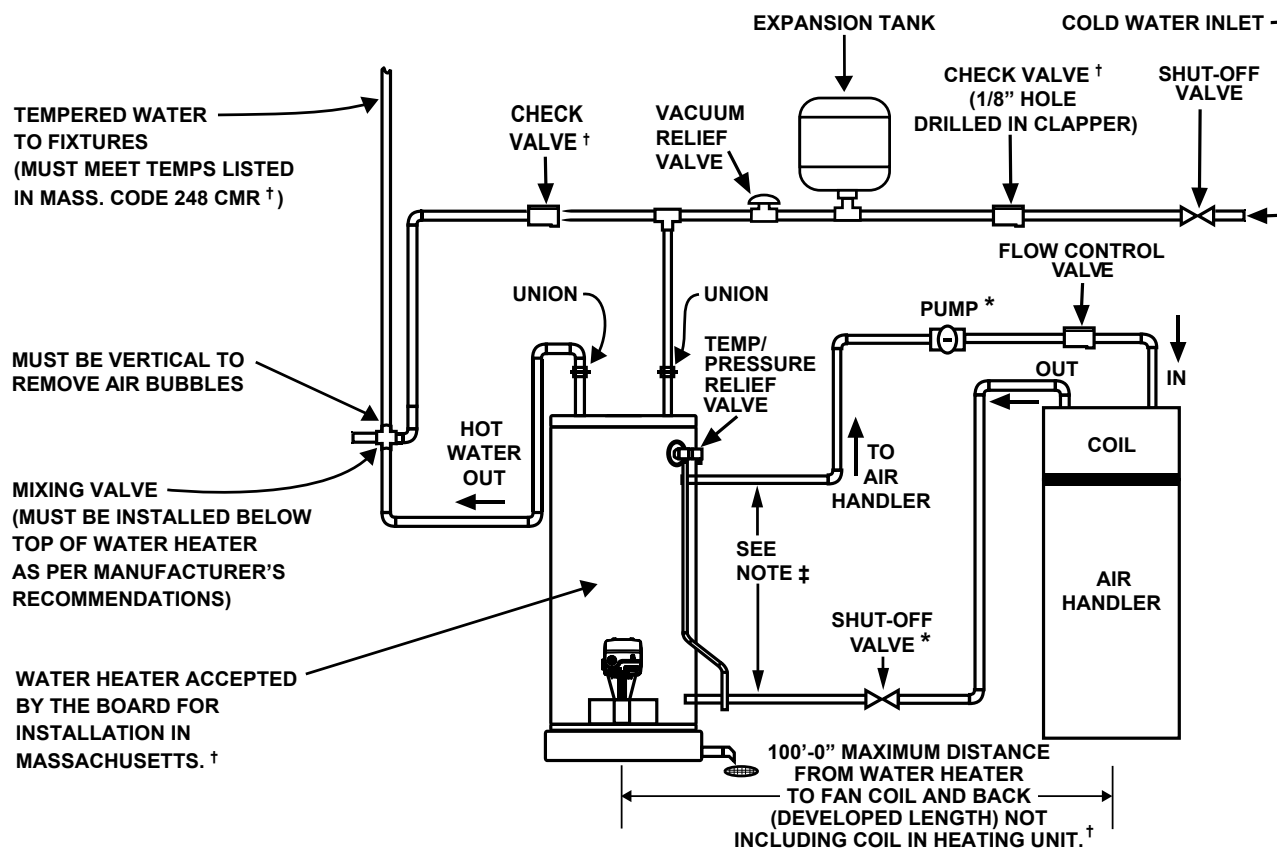 EXPANSION TANK
COLD WATER INLET
TEMPERED WATER
TO FIXTURES
(MUST MEET TEMPS LISTED
IN MASS. CODE 248 CMR †)
CHECK
VALVE †
VACUUM
RELIEF
VALVE
CHECK VALVE †
(1/8” HOLE
DRILLED IN CLAPPER)
SHUT-OFF
VALVE
FLOW CONTROL
VALVE
UNION
UNION
PUMP *
TEMP/
PRESSURE
RELIEF
VALVE
OUT
IN
MUST BE VERTICAL TO
REMOVE AIR BUBBLES
HOT
WATER
OUT
TO
AIR
HANDLER
COIL
MIXING VALVE
(MUST BE INSTALLED BELOW
TOP OF WATER HEATER
AS PER MANUFACTURER’S
RECOMMENDATIONS)
SEE
NOTE ‡
AIR
HANDLER
SHUT-OFF
VALVE *
WATER HEATER ACCEPTED
BY THE BOARD FOR
INSTALLATION IN
MASSACHUSETTS. †
100’-0” MAXIMUM DISTANCE
FROM WATER HEATER
TO FAN COIL AND BACK
(DEVELOPED LENGTH) NOT
INCLUDING COIL IN HEATING UNIT. †